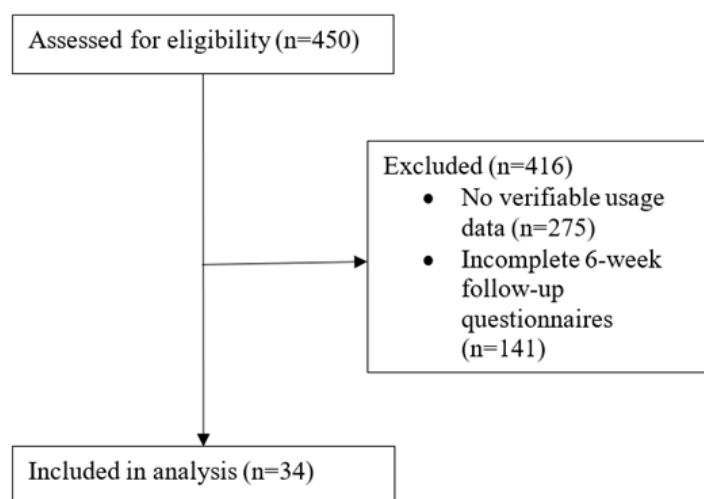 Assessed for eligibility (n=450)
Excluded (n=416)
• No verifiable usage
data (n=275)
• Incomplete 6-week
follow-up
questionnaires
(n=141)
Included in analysis (n=34)